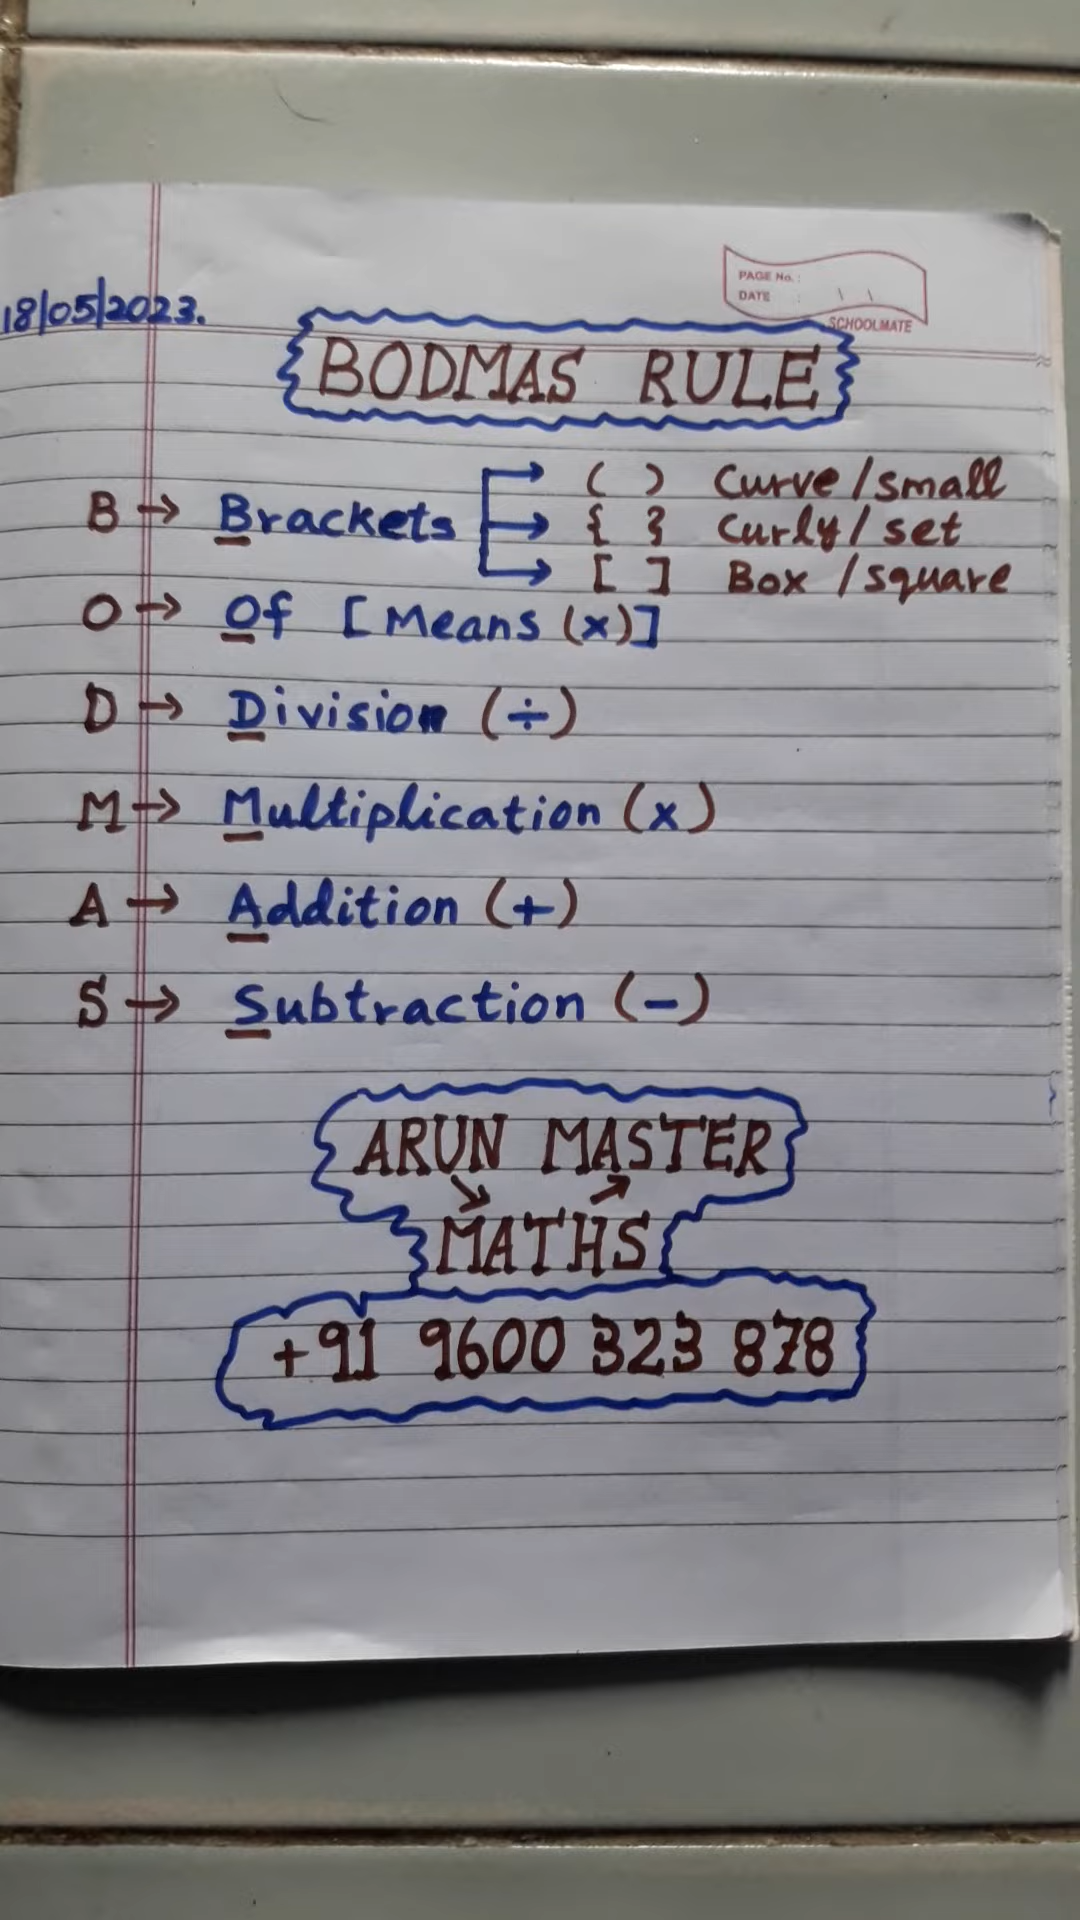 PAGE No. :
DATE :
SCHOOLMATE
18/05/2023.
BODMAS RULE
B → Brackets → ( ) Curve/small
→ { } Curly/set
→ [ ] Box/square
O → Of [Means (x)]
D → Division (÷)
M → Multiplication (x)
A → Addition (+)
S → Subtraction (-)
ARUN MASTER
MATHS
+91 9600 323 878